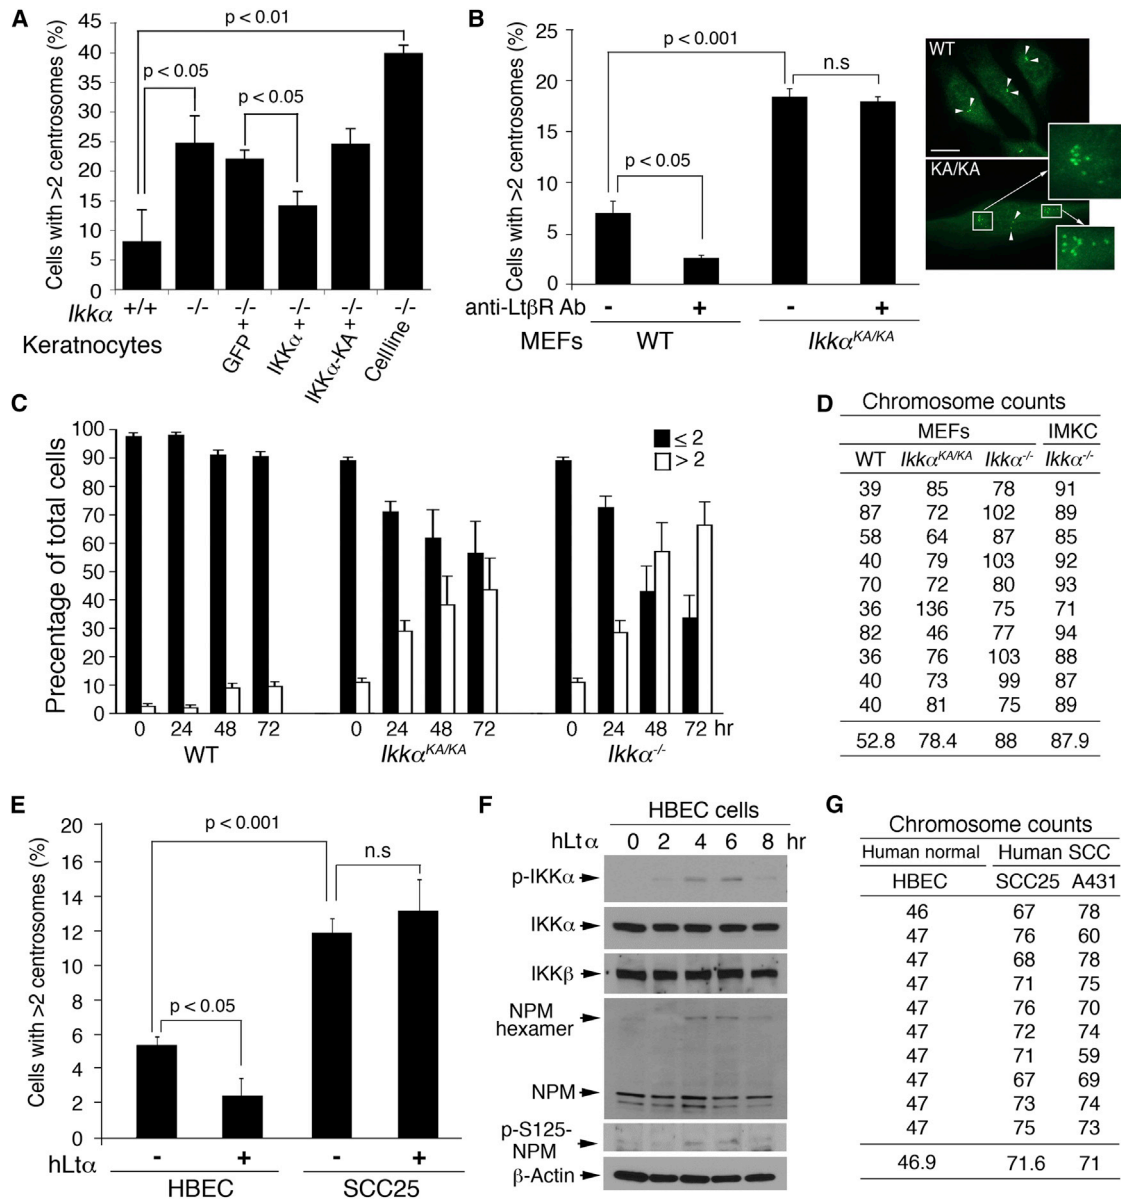 A
Cells with >2 centrosomes (%)
45
40
35
30
25
20
15
10
5
0
p < 0.01
p < 0.05
p < 0.05
Ikkα +/+ -/- -/- -/- -/- -/-
GFP +
IKKα +
IKKα-KA +
Cellline
Keratnocytes
B
Cells with >2 centrosomes (%)
25
20
15
10
5
0
p < 0.001
n.s
p < 0.05
anti-LtβR Ab - + - +
MEFs WT Ikkα^KA/KA
WT
KA/KA
C
Precentage of total cells
100
90
80
70
60
50
40
30
20
10
0
≤ 2
> 2
0 24 48 72 0 24 48 72 0 24 48 72 hr
WT Ikkα^KA/KA Ikkα^-/-
D
Chromosome counts
MEFs IMKC
WT Ikkα^KA/KA Ikkα^-/- Ikkα^-/-
39 85 78 91
87 72 102 89
58 64 87 85
40 79 103 92
70 72 80 93
36 136 75 71
82 46 77 94
36 76 103 88
40 73 99 87
40 81 75 89
52.8 78.4 88 87.9
E
Cells with >2 centrosomes (%)
20
16
14
12
10
8
6
4
2
0
p < 0.001
n.s
p < 0.05
hLtα - + - +
HBEC SCC25
F
HBEC cells
hLtα 0 2 4 6 8 hr
p-IKKα
IKKα
IKKβ
NPM
hexamer
NPM
p-S125-
NPM
β-Actin
G
Chromosome counts
Human normal Human SCC
HBEC SCC25 A431
46 67 78
47 76 60
47 68 78
47 71 75
47 76 70
47 72 74
47 71 59
47 67 69
47 73 74
47 75 73
46.9 71.6 71